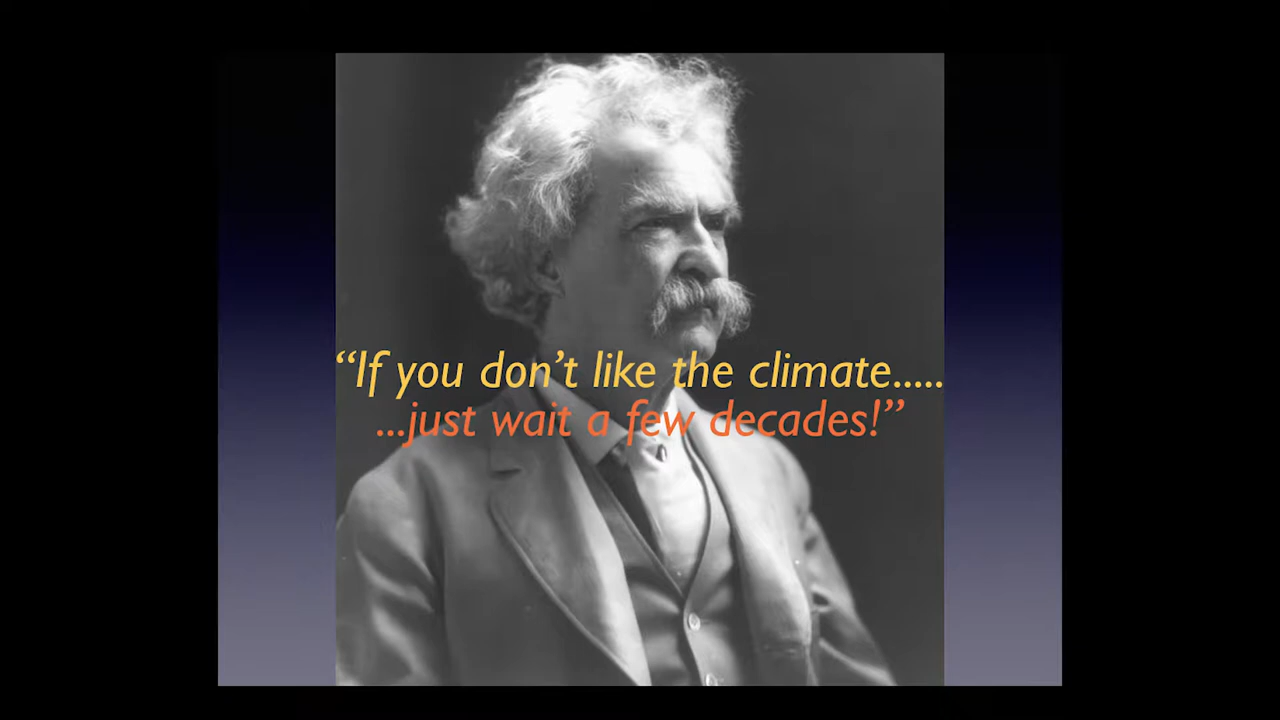 “If you don’t like the climate.....
...just wait a few decades!”